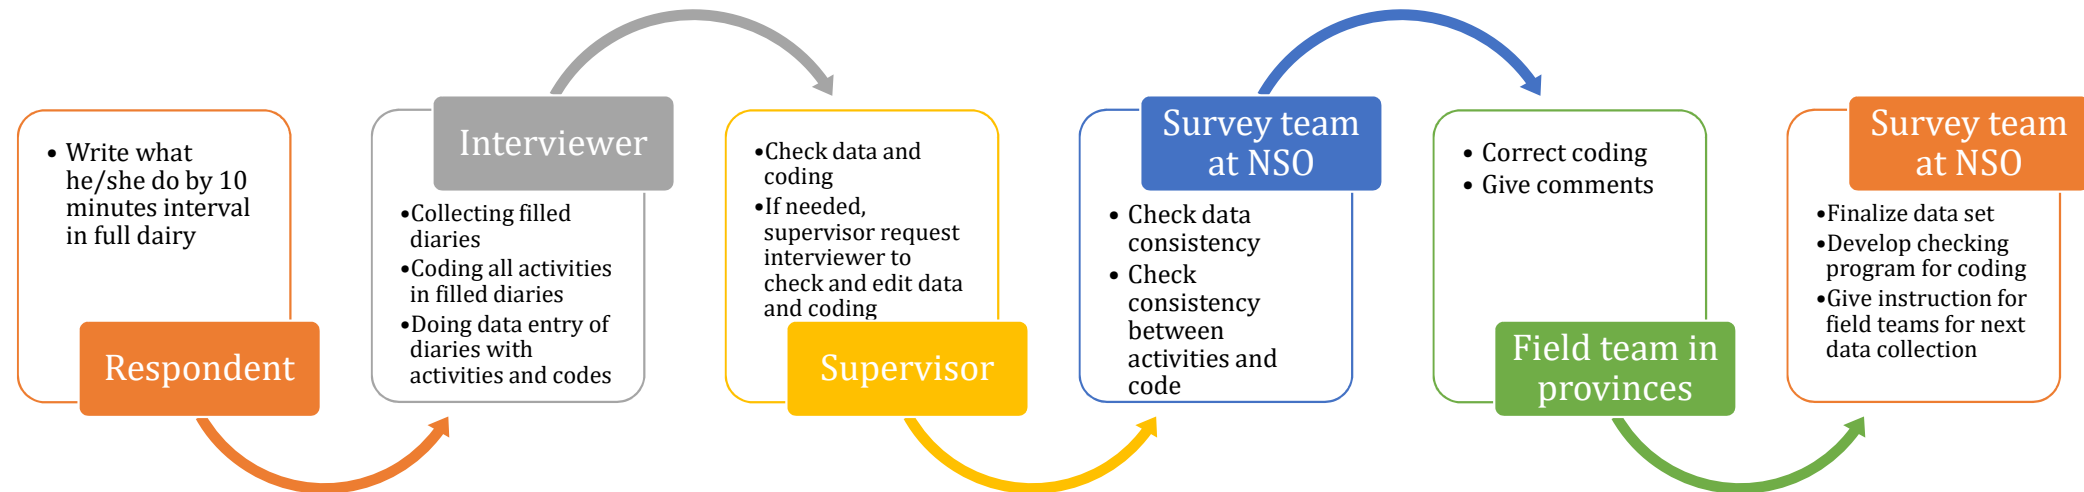 • Write what
he/she do by 10
minutes interval
in full dairy
Respondent
Interviewer
•Collecting filled
diaries
•Coding all activities
in filled diaries
•Doing data entry of
diaries with
activities and codes
•Check data and
coding
•If needed,
supervisor request
interviewer to
check and edit data
and coding
Supervisor
Survey team
at NSO
• Check data
consistency
• Check
consistency
between
activities and
code
• Correct coding
• Give comments
Field team in
provinces
Survey team
at NSO
•Finalize data set
•Develop checking
program for coding
•Give instruction for
field teams for next
data collection